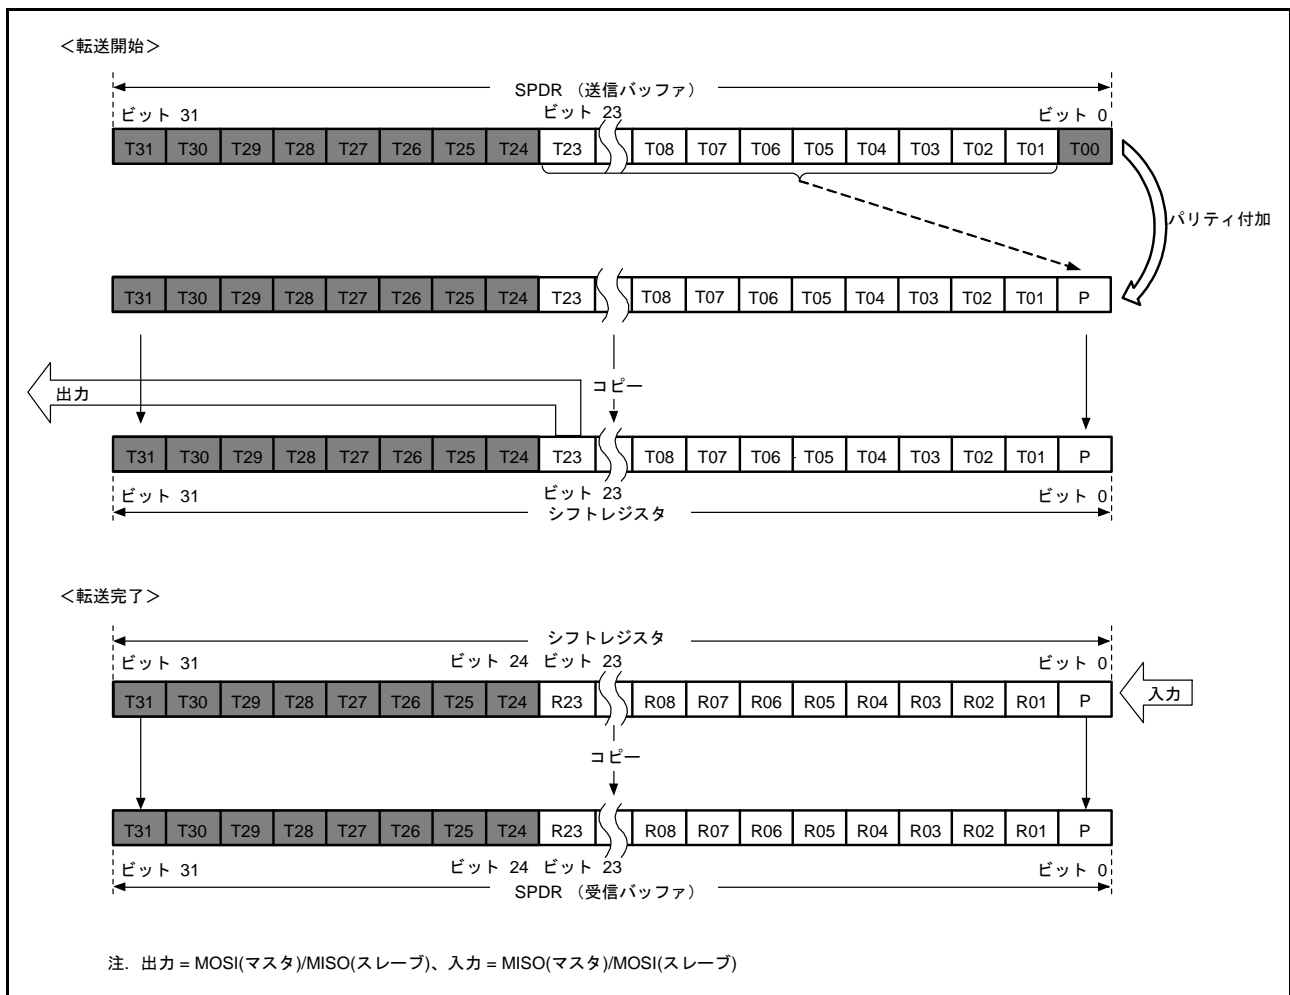 ＜転送開始＞
SPDR （送信バッファ）
ビット 31 ビット 23 ビット 0
T31 T30 T29 T28 T27 T26 T25 T24 T23 T08 T07 T06 T05 T04 T03 T02 T01 T00
パリティ付加
T31 T30 T29 T28 T27 T26 T25 T24 T23 T08 T07 T06 T05 T04 T03 T02 T01 P
出力
コピー
T31 T30 T29 T28 T27 T26 T25 T24 T23 T08 T07 T06 T05 T04 T03 T02 T01 P
ビット 31 ビット 23 ビット 0
シフトレジスタ
＜転送完了＞
シフトレジスタ
ビット 31 ビット 24 ビット 23 ビット 0
T31 T30 T29 T28 T27 T26 T25 T24 R23 R08 R07 R06 R05 R04 R03 R02 R01 P
入力
コピー
T31 T30 T29 T28 T27 T26 T25 T24 R23 R08 R07 R06 R05 R04 R03 R02 R01 P
ビット 31 ビット 24 ビット 23 ビット 0
SPDR （受信バッファ）
注. 出力 = MOSI(マスタ)/MISO(スレーブ)、入力 = MISO(マスタ)/MOSI(スレーブ)